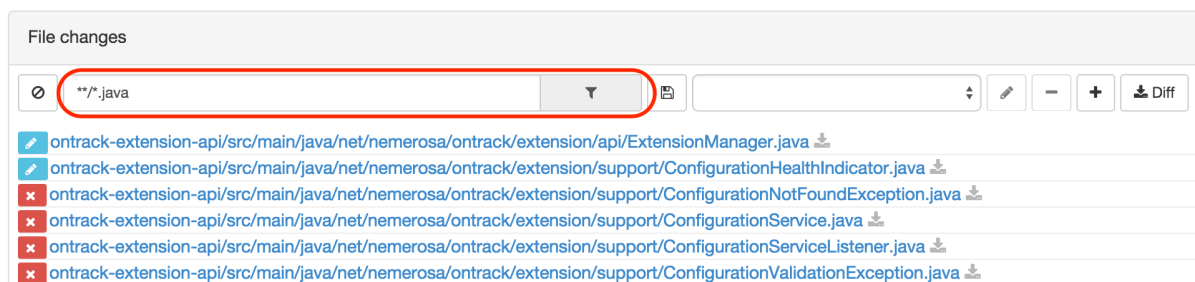 File changes
**/*.java
Diff
ontrack-extension-api/src/main/java/net/nemerosa/ontrack/extension/api/ExtensionManager.java
ontrack-extension-api/src/main/java/net/nemerosa/ontrack/extension/support/ConfigurationHealthIndicator.java
ontrack-extension-api/src/main/java/net/nemerosa/ontrack/extension/support/ConfigurationNotFoundException.java
ontrack-extension-api/src/main/java/net/nemerosa/ontrack/extension/support/ConfigurationService.java
ontrack-extension-api/src/main/java/net/nemerosa/ontrack/extension/support/ConfigurationServiceListener.java
ontrack-extension-api/src/main/java/net/nemerosa/ontrack/extension/support/ConfigurationValidationException.java